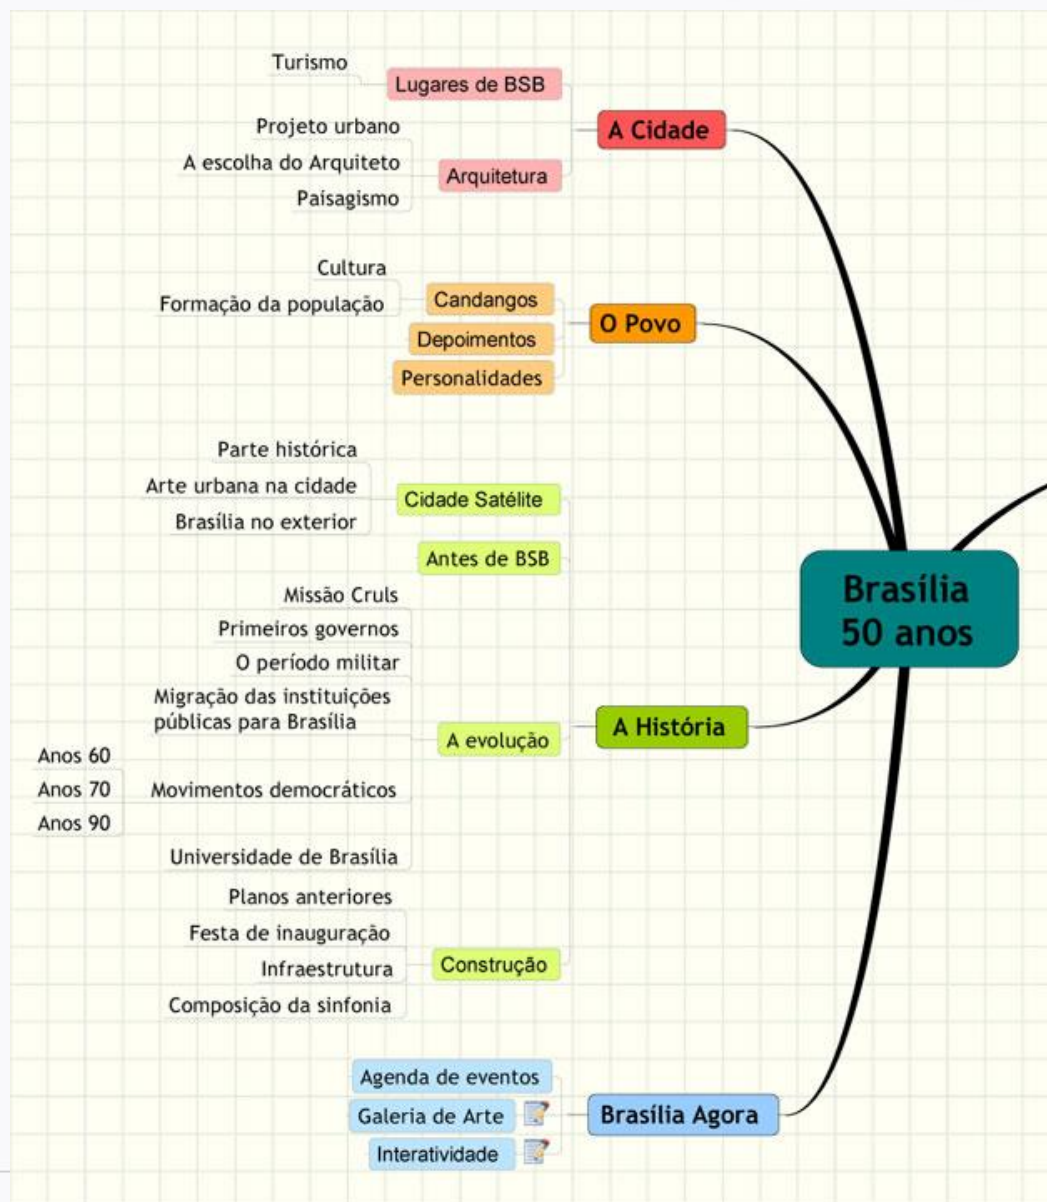 Brasília
50 anos
A Cidade
Lugares de BSB
Turismo
Arquitetura
Projeto urbano
A escolha do Arquiteto
Paisagismo
O Povo
Candangos
Cultura
Formação da população
Depoimentos
Personalidades
A História
Cidade Satélite
Parte histórica
Arte urbana na cidade
Brasília no exterior
Antes de BSB
A evolução
Missão Cruls
Primeiros governos
O período militar
Migração das instituições
públicas para Brasília
Movimentos democráticos
Anos 60
Anos 70
Anos 90
Universidade de Brasília
Construção
Planos anteriores
Festa de inauguração
Infraestrutura
Composição da sinfonia
Brasília Agora
Agenda de eventos
Galeria de Arte
Interatividade